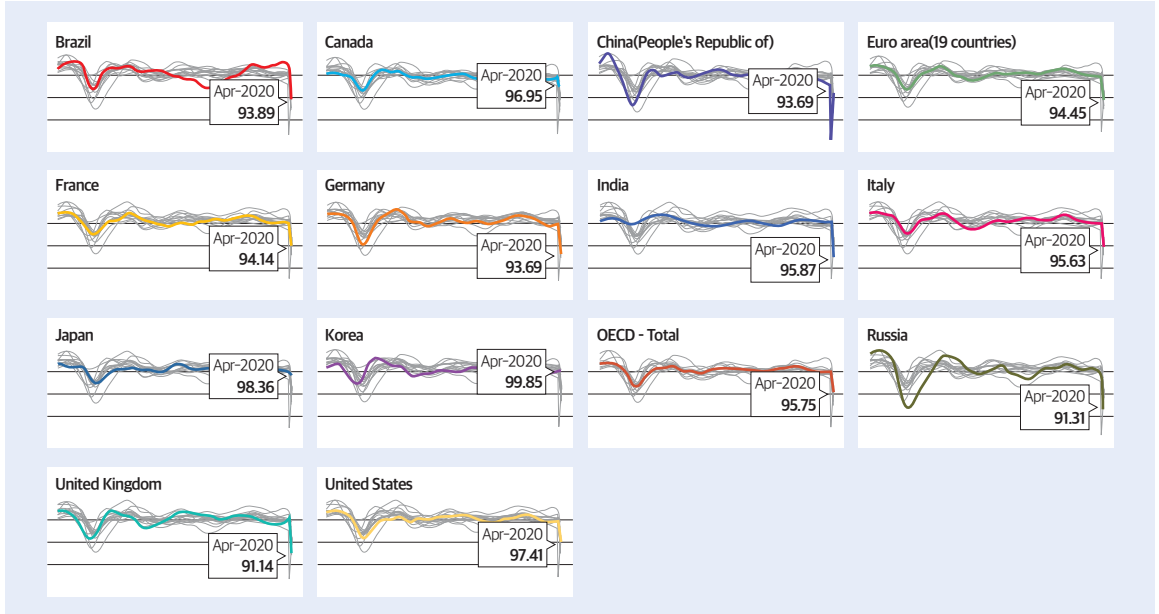 Brazil
Apr-2020
93.89
Canada
Apr-2020
96.95
China(People's Republic of)
Apr-2020
93.69
Euro area(19 countries)
Apr-2020
94.45
France
Apr-2020
94.14
Germany
Apr-2020
93.69
India
Apr-2020
95.87
Italy
Apr-2020
95.63
Japan
Apr-2020
98.36
Korea
Apr-2020
99.85
OECD - Total
Apr-2020
95.75
Russia
Apr-2020
91.31
United Kingdom
Apr-2020
91.14
United States
Apr-2020
97.41